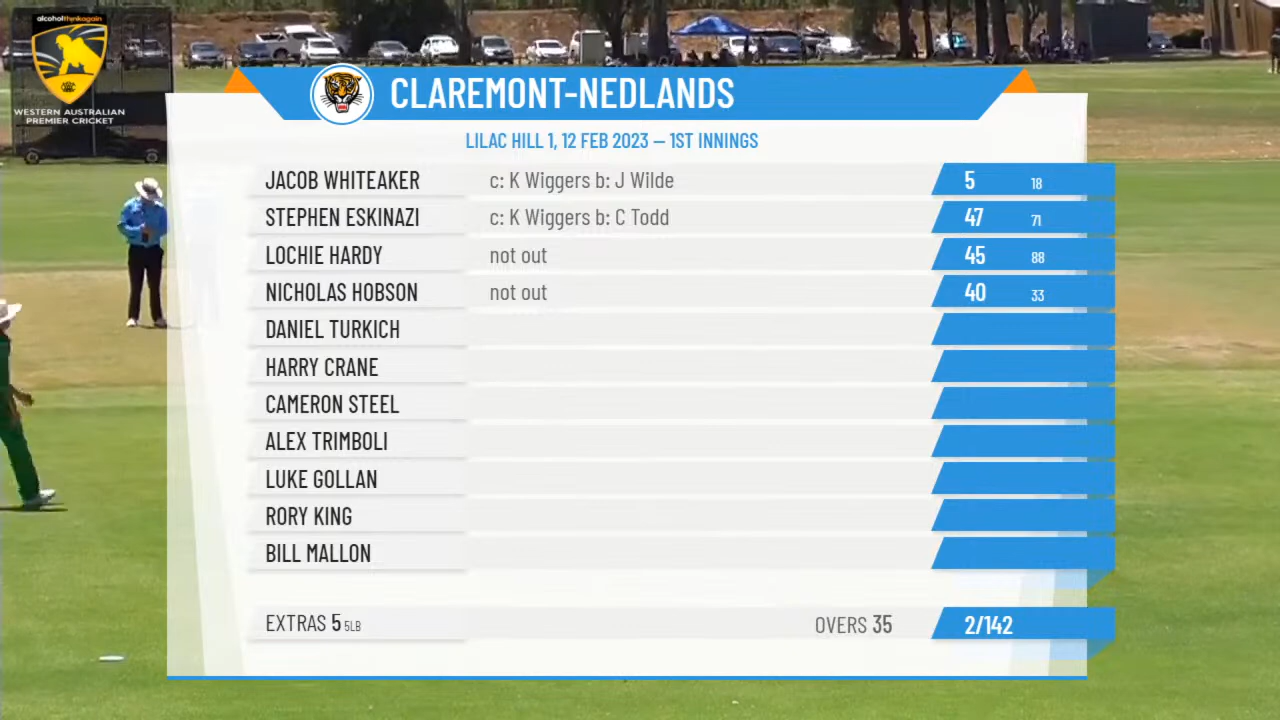 alcoholthinkagain
WESTERN AUSTRALIAN
PREMIER CRICKET
CLAREMONT-NEDLANDS
LILAC HILL 1, 12 FEB 2023 – 1ST INNINGS
JACOB WHITEAKER c: K Wiggers b: J Wilde 5 18
STEPHEN ESKINAZI c: K Wiggers b: C Todd 47 71
LOCHIE HARDY not out 45 88
NICHOLAS HOBSON not out 40 33
DANIEL TURKICH
HARRY CRANE
CAMERON STEEL
ALEX TRIMBOLI
LUKE GOLLAN
RORY KING
BILL MALLON
EXTRAS 5 5LB OVERS 35 2/142